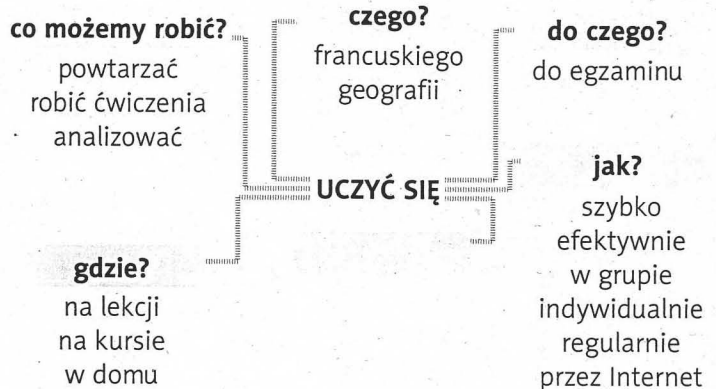 co możemy robić?
powtarzać
robić ćwiczenia
analizować
czego?
francuskiego
geografii
do czego?
do egzaminu
UCZYĆ SIĘ
jak?
szybko
efektywnie
w grupie
indywidualnie
regularnie
przez Internet
gdzie?
na lekcji
na kursie
w domu